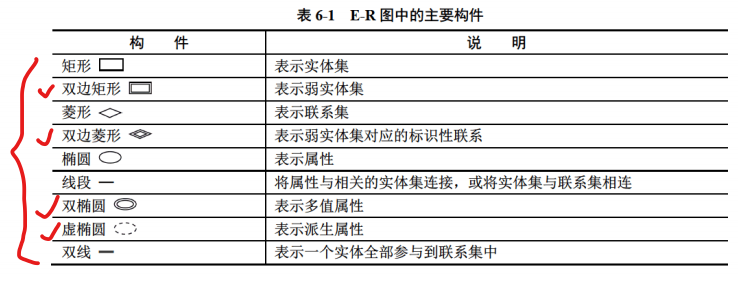 表 6-1 E-R 图中的主要构件
构 件 说 明
矩形 表示实体集
双边矩形 表示弱实体集
菱形 表示联系集
双边菱形 表示弱实体集对应的标识性联系
椭圆 表示属性
线段 将属性与相关的实体集连接，或将实体集与联系集相连
双椭圆 表示多值属性
虚椭圆 表示派生属性
双线 表示一个实体全部参与到联系集中